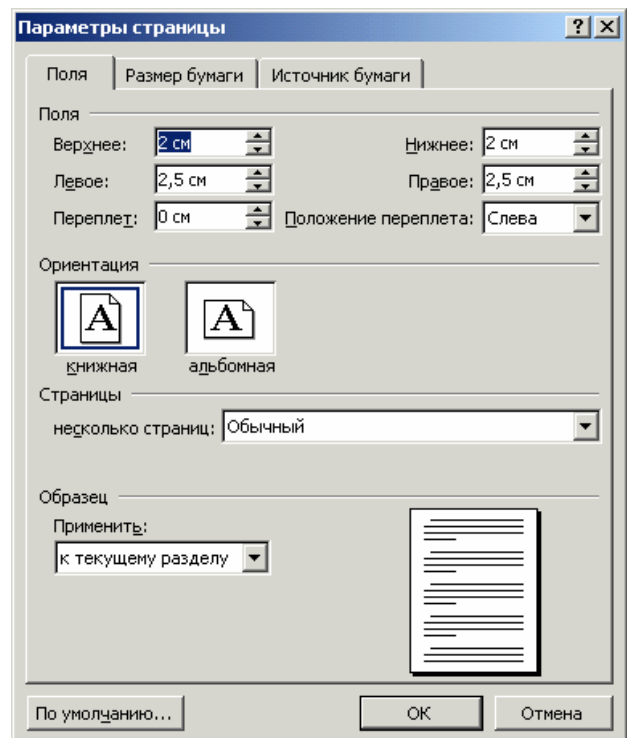 Параметры страницы
Поля Размер бумаги Источник бумаги
Поля
Верхнее: 2 см Нижнее: 2 см
Левое: 2,5 см Правое: 2,5 см
Переплет: 0 см Положение переплета: Слева
Ориентация
A A
книжная альбомная
Страницы
несколько страниц: Обычный
Образец
Применить:
к текущему разделу
По умолчанию... ОК Отмена